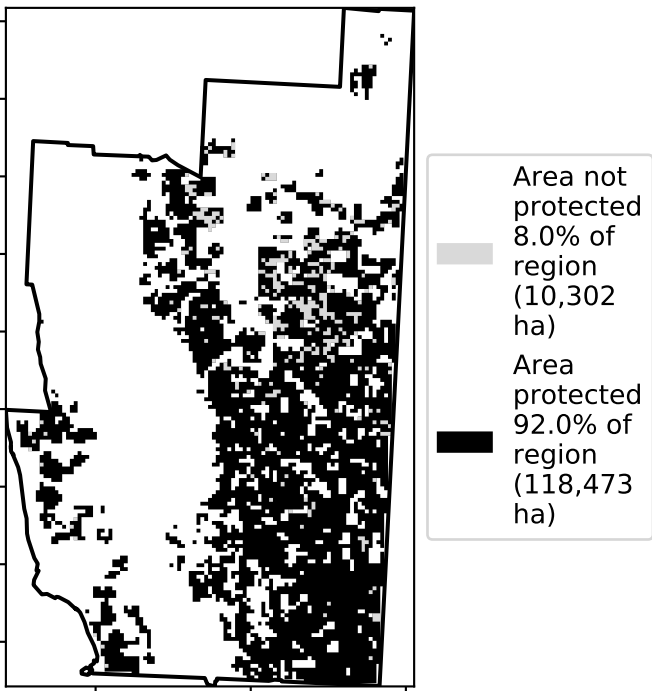 Area not
protected
8.0% of
region
(10,302
ha)
Area
protected
92.0% of
region
(118,473
ha)